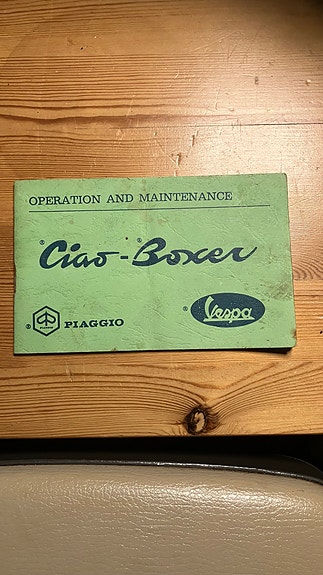 OPERATION AND MAINTENANCE
®Ciao-®Boxer
® PIAGGIO
® Vespa